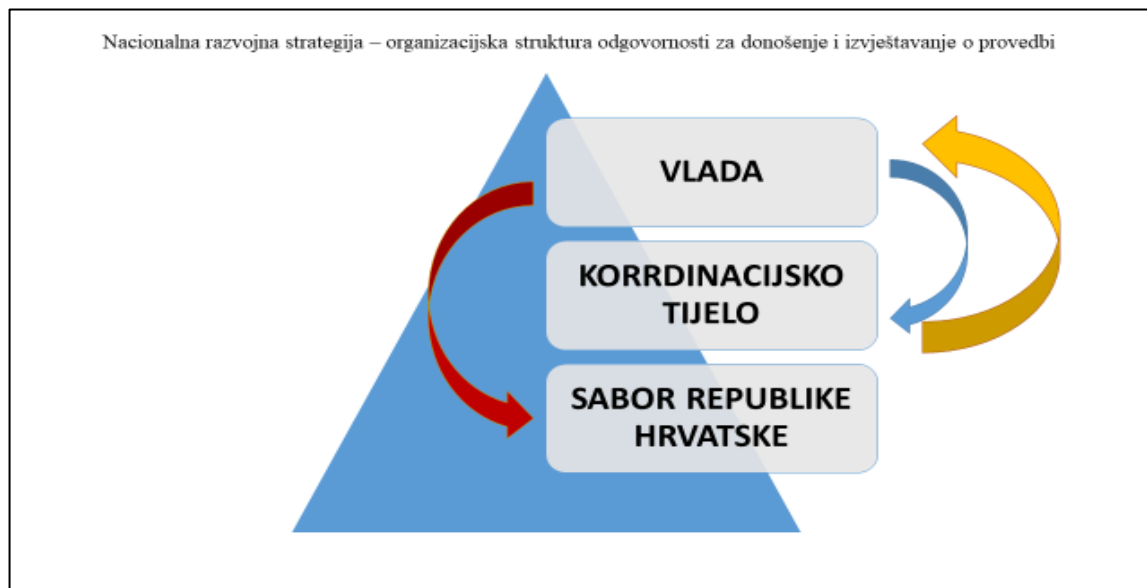 Nacionalna razvojna strategija – organizacijska struktura odgovornosti za donošenje i izvještavanje o provedbi
VLADA
KORRDINACIJSKO
TIJELO
SABOR REPUBLIKE
HRVATSKE